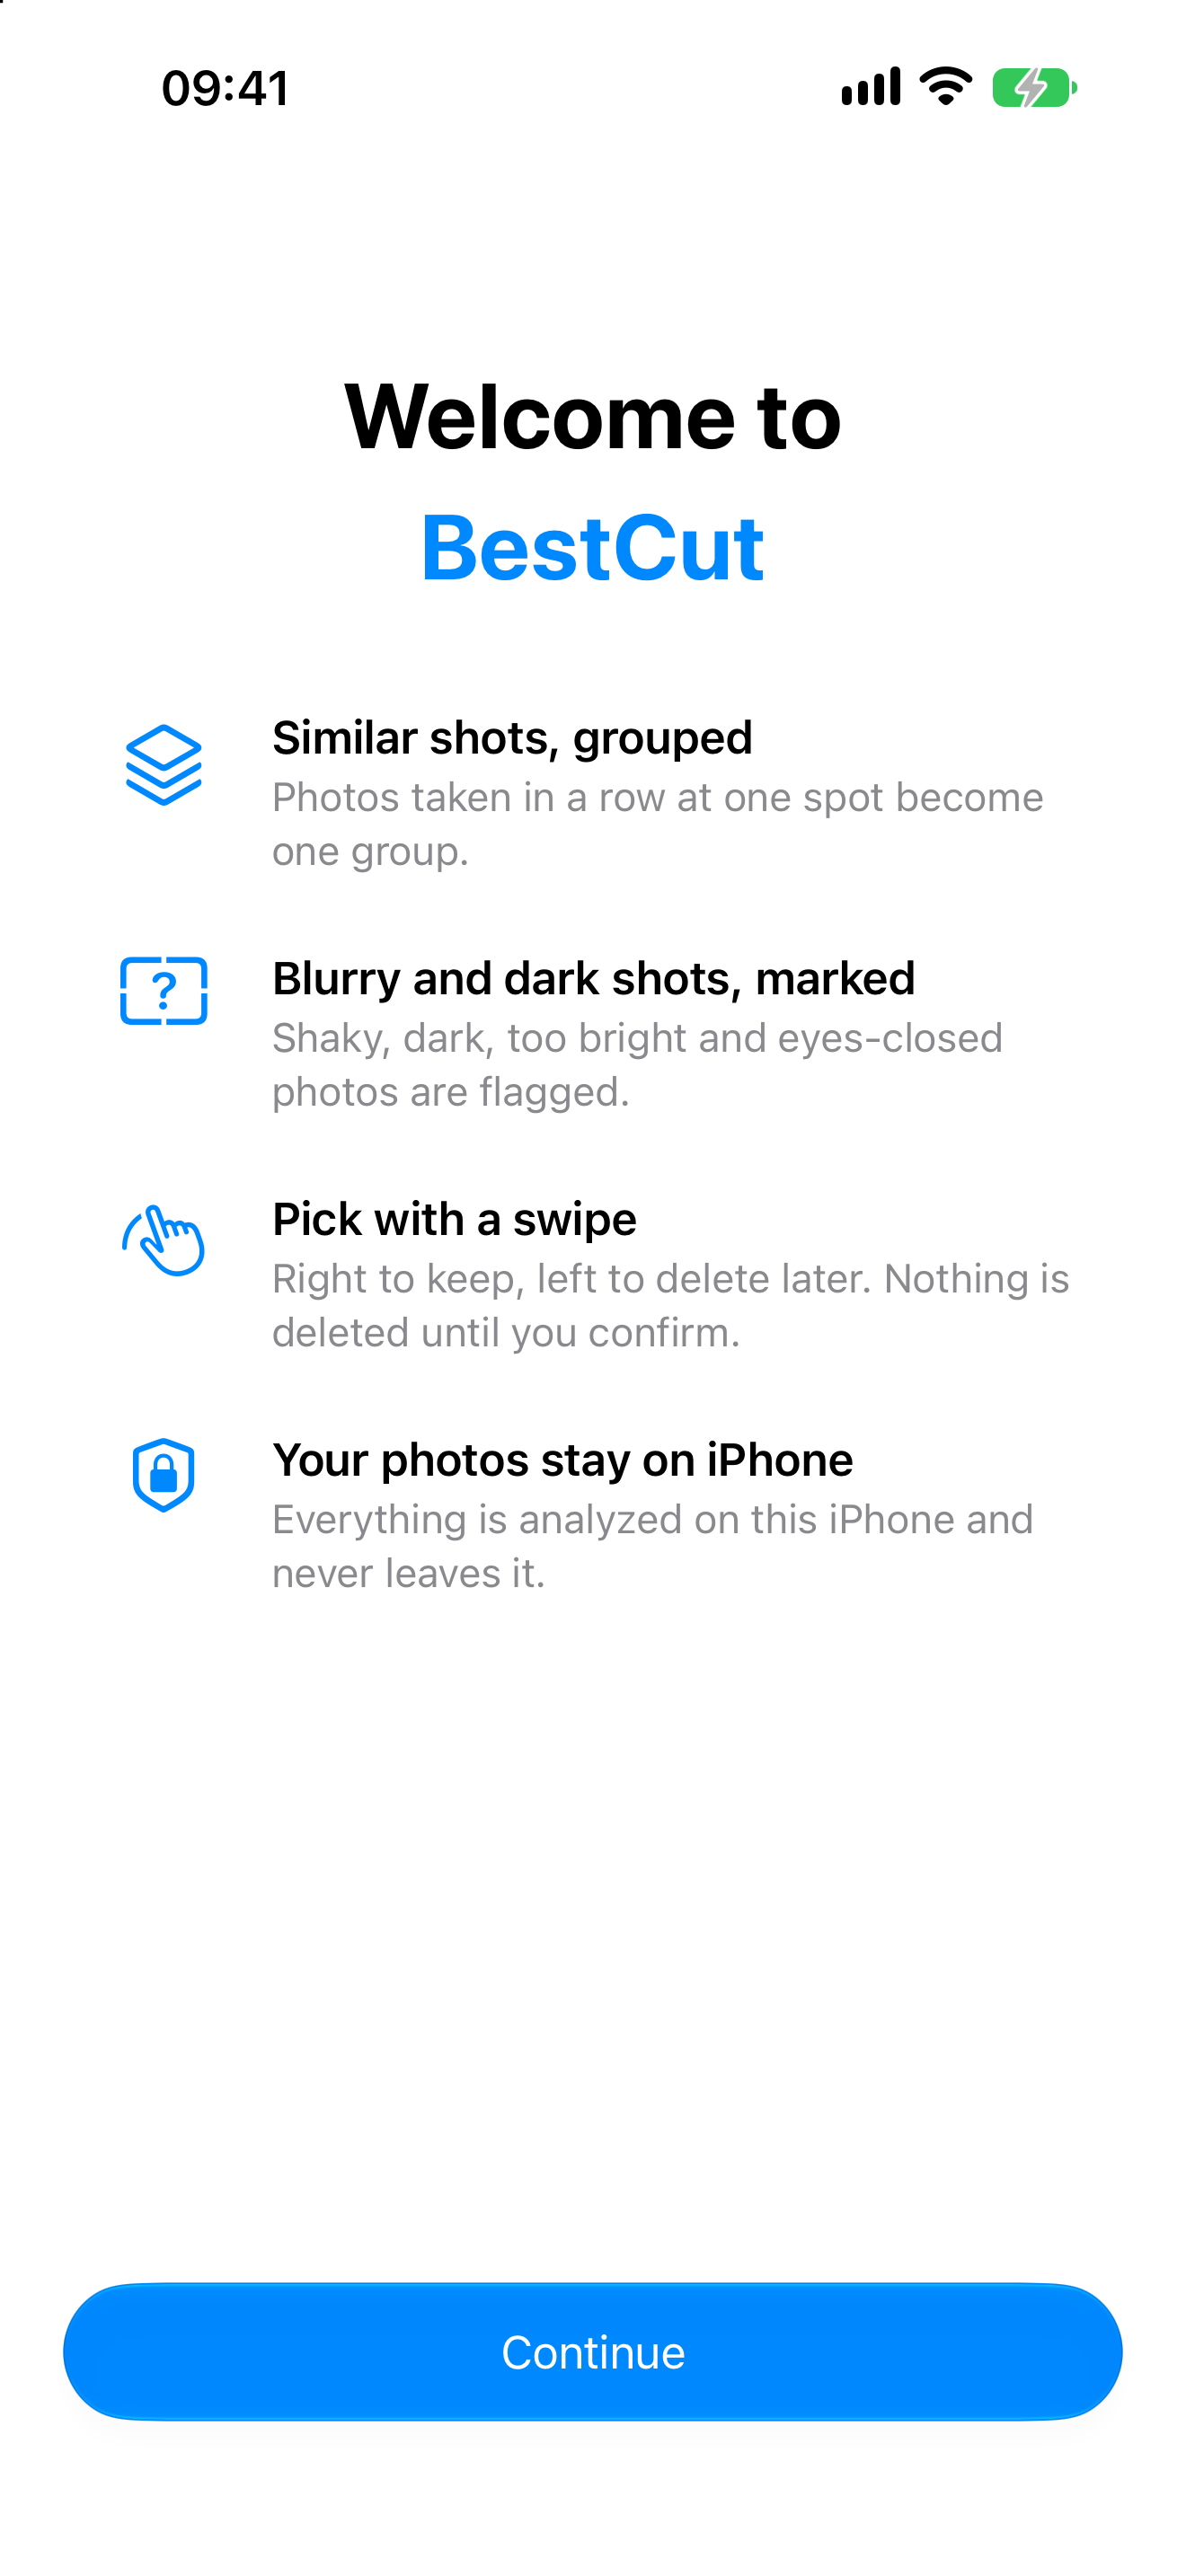 09:41
Welcome to
BestCut
Similar shots, grouped
Photos taken in a row at one spot become
one group.
Blurry and dark shots, marked
Shaky, dark, too bright and eyes-closed
photos are flagged.
Pick with a swipe
Right to keep, left to delete later. Nothing is
deleted until you confirm.
Your photos stay on iPhone
Everything is analyzed on this iPhone and
never leaves it.
Continue